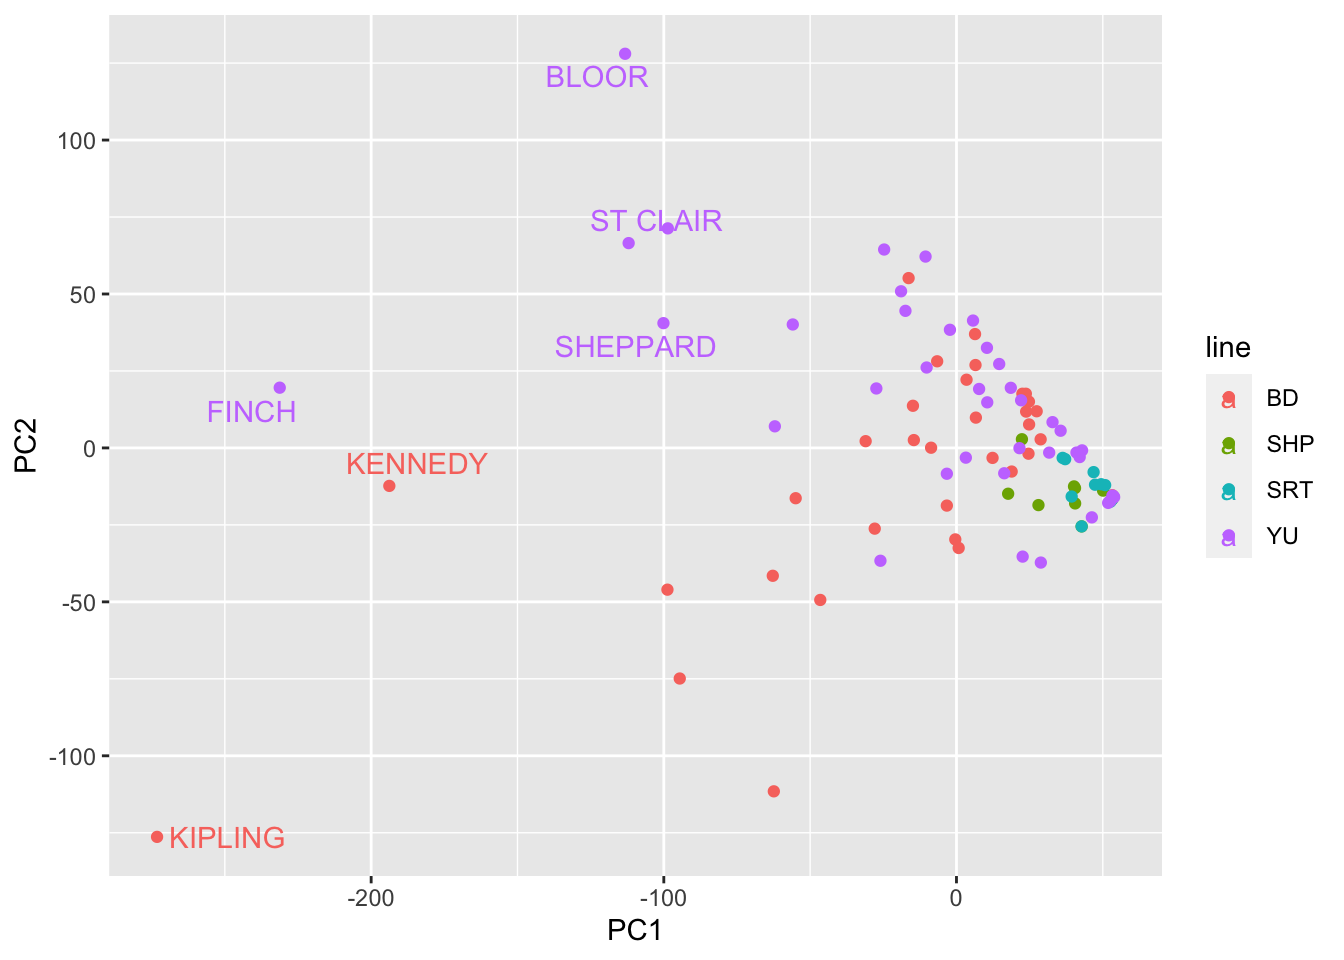 BLOOR
100
ST CLAIR
50
SHEPPARD
FINCH
0
KENNEDY
-50
-100
KIPLING
-200
-100
0
PC1
PC2
line
a BD
a SHP
a SRT
a YU